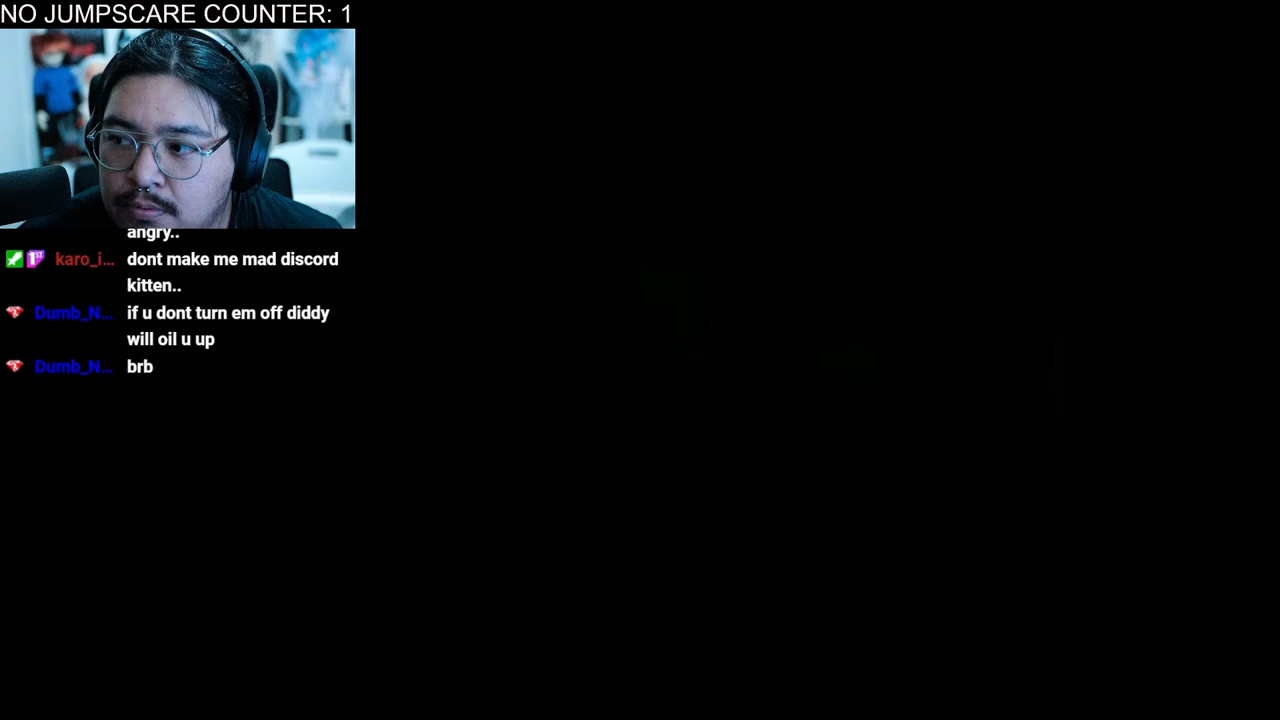 NO JUMPSCARE COUNTER: 1
angry..
karo_i... dont make me mad discord
kitten..
Dumb_N... if u dont turn em off diddy
will oil u up
Dumb_N... brb